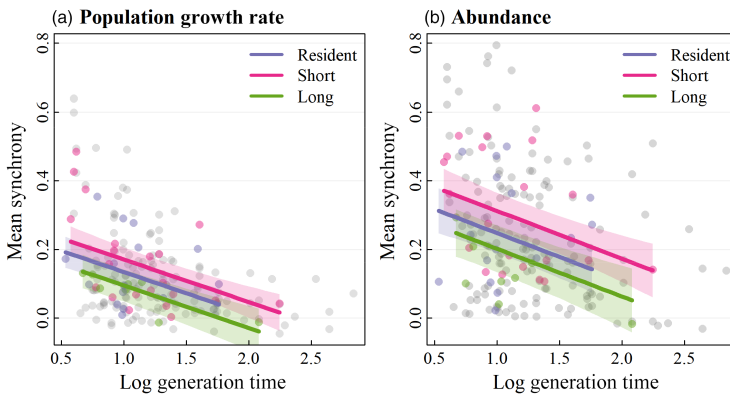 (a) Population growth rate
0.8
0.6
0.4
0.2
0.0
Mean synchrony
Resident
Short
Long
0.5 1.0 1.5 2.0 2.5
Log generation time
(b) Abundance
0.8
0.6
0.4
0.2
0.0
Mean synchrony
Resident
Short
Long
0.5 1.0 1.5 2.0 2.5
Log generation time